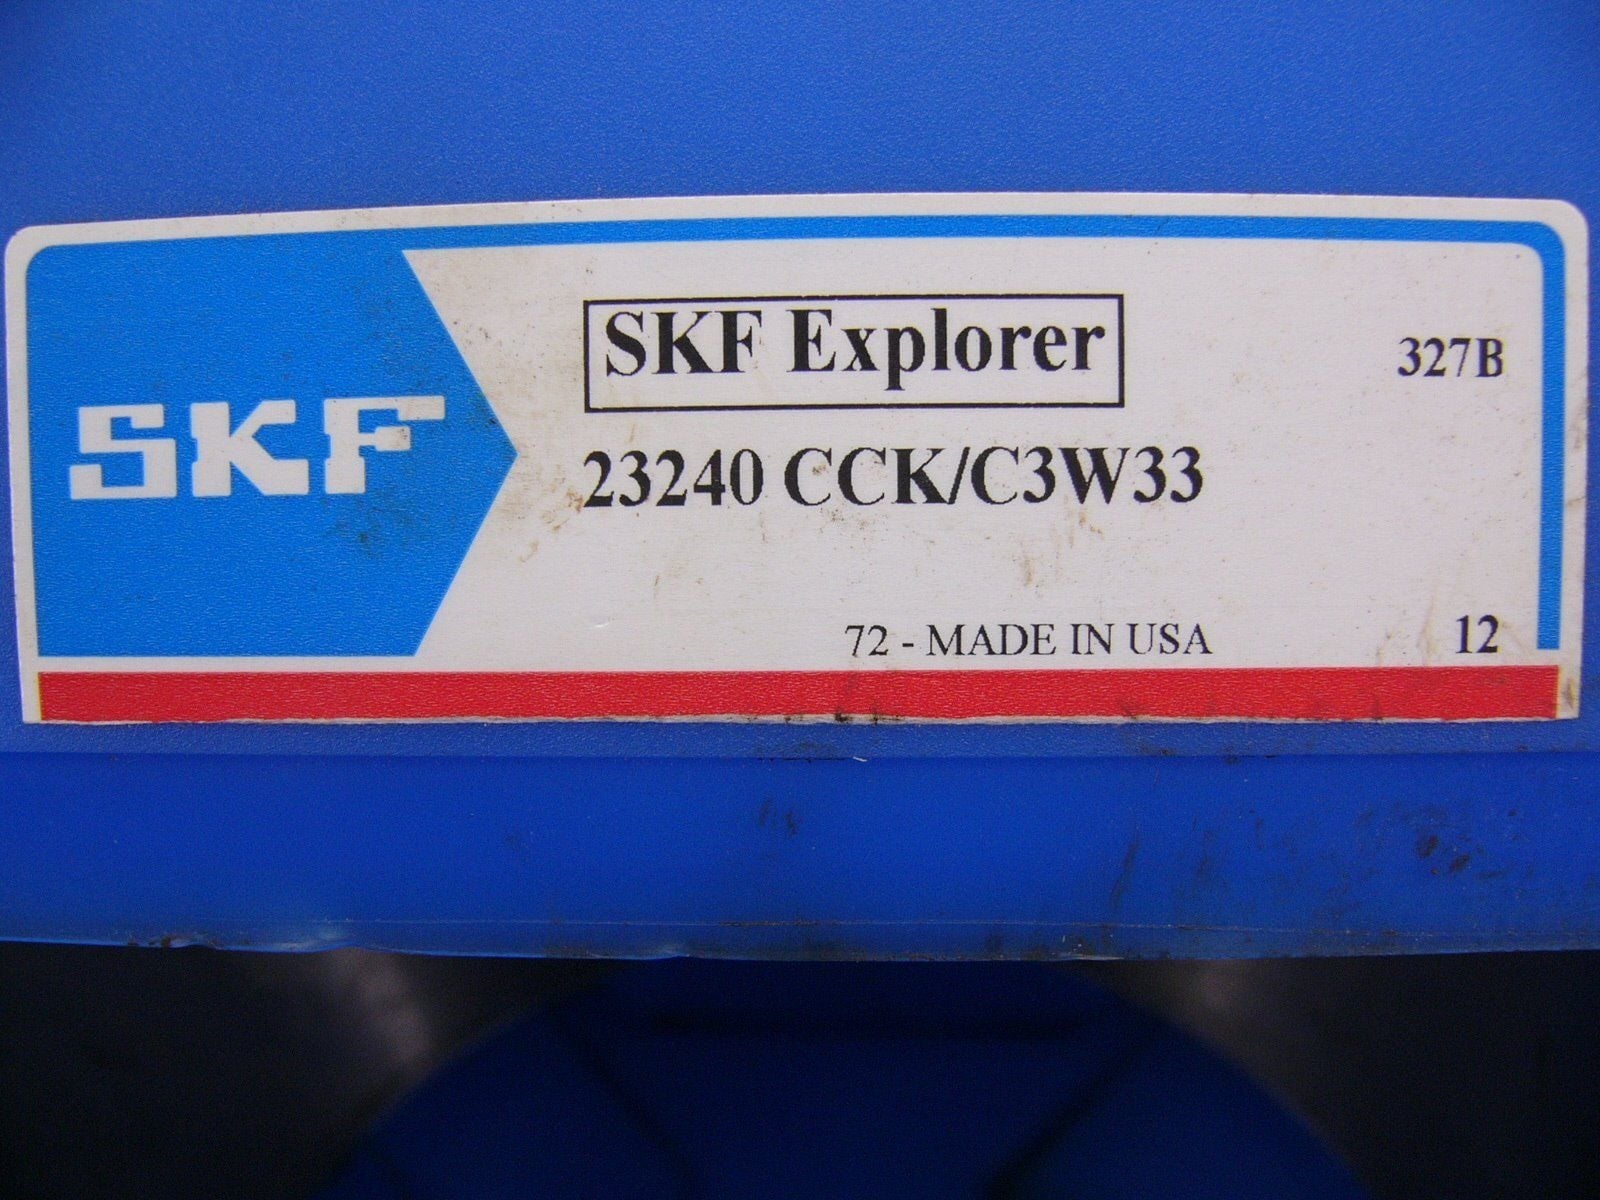 SKF
SKF Explorer
327B
23240 CCK/C3W33
72 - MADE IN USA
12